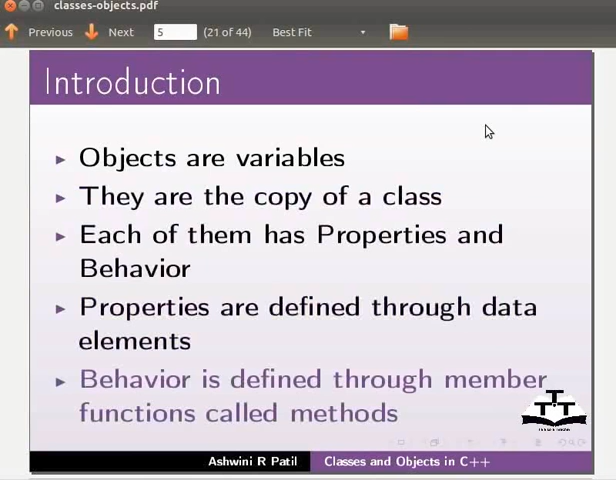 classes-objects.pdf
Previous Next 5 (21 of 44) Best Fit
Introduction
Objects are variables
They are the copy of a class
Each of them has Properties and
Behavior
Properties are defined through data
elements
Behavior is defined through member
functions called methods
Ashwini R Patil Classes and Objects in C++